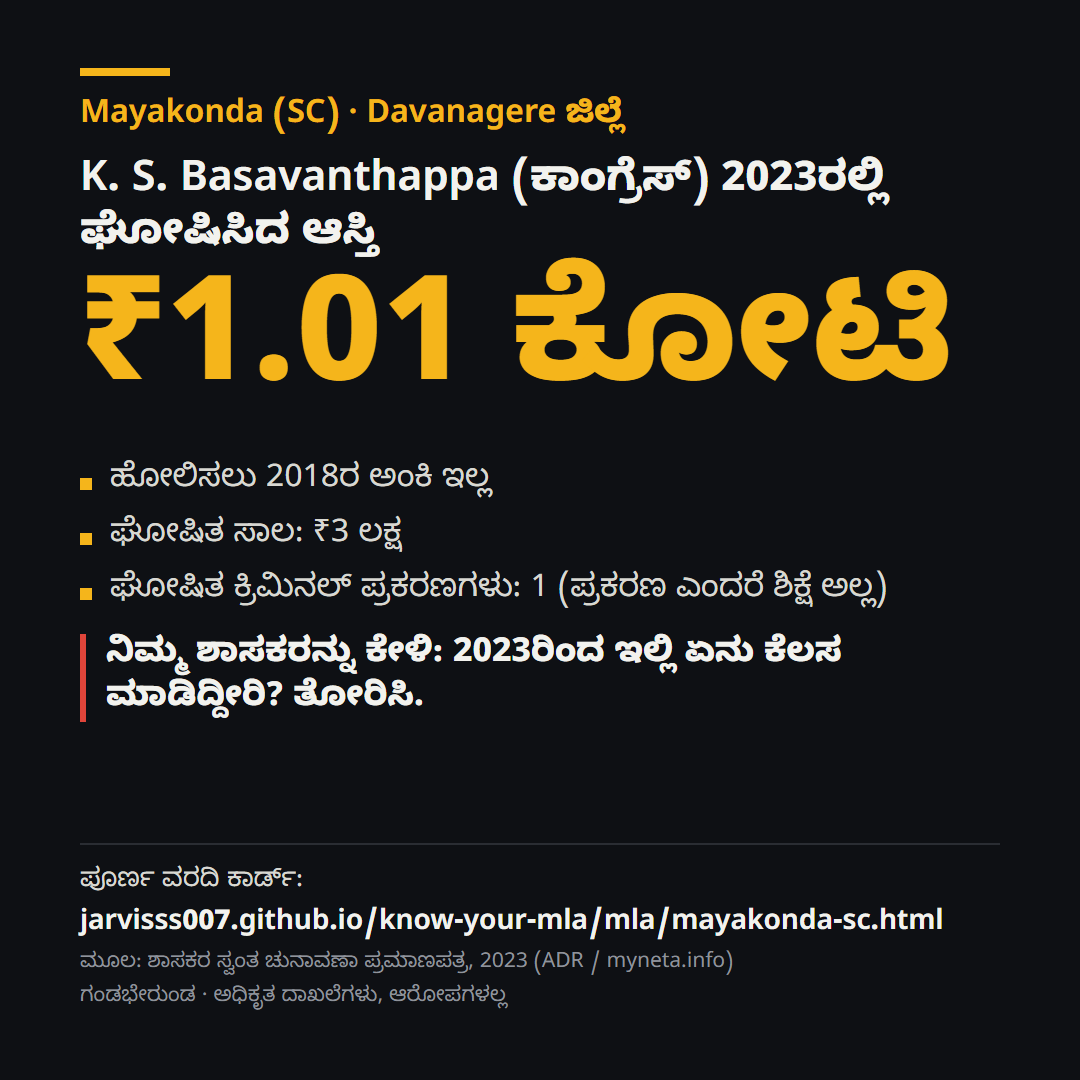 Mayakonda (SC) · Davanagere ಜಿಲ್ಲೆ
K. S. Basavanthappa (ಕಾಂಗ್ರೆಸ್) 2023ರಲ್ಲಿ
ಘೋಷಿಸಿದ ಆಸ್ತಿ
₹1.01 ಕೋಟಿ
ಹೋಲಿಸಲು 2018ರ ಅಂಕಿ ಇಲ್ಲ
ಘೋಷಿತ ಸಾಲ: ₹3 ಲಕ್ಷ
ಘೋಷಿತ ಕ್ರಿಮಿನಲ್ ಪ್ರಕರಣಗಳು: 1 (ಪ್ರಕರಣ ಎಂದರೆ ಶಿಕ್ಷೆ ಅಲ್ಲ)
ನಿಮ್ಮ ಶಾಸಕರನ್ನು ಕೇಳಿ: 2023ರಿಂದ ಇಲ್ಲಿ ಏನು ಕೆಲಸ
ಮಾಡಿದ್ದೀರಿ? ತೋರಿಸಿ.
ಪೂರ್ಣ ವರದಿ ಕಾರ್ಡ್:
jarvisss007.github.io/know-your-mla/mla/mayakonda-sc.html
ಮೂಲ: ಶಾಸಕರ ಸ್ವಂತ ಚುನಾವಣಾ ಪ್ರಮಾಣಪತ್ರ, 2023 (ADR / myneta.info)
ಗಂಡಭೇರುಂಡ · ಅಧಿಕೃತ ದಾಖಲೆಗಳು, ಆರೋಪಗಳಲ್ಲ